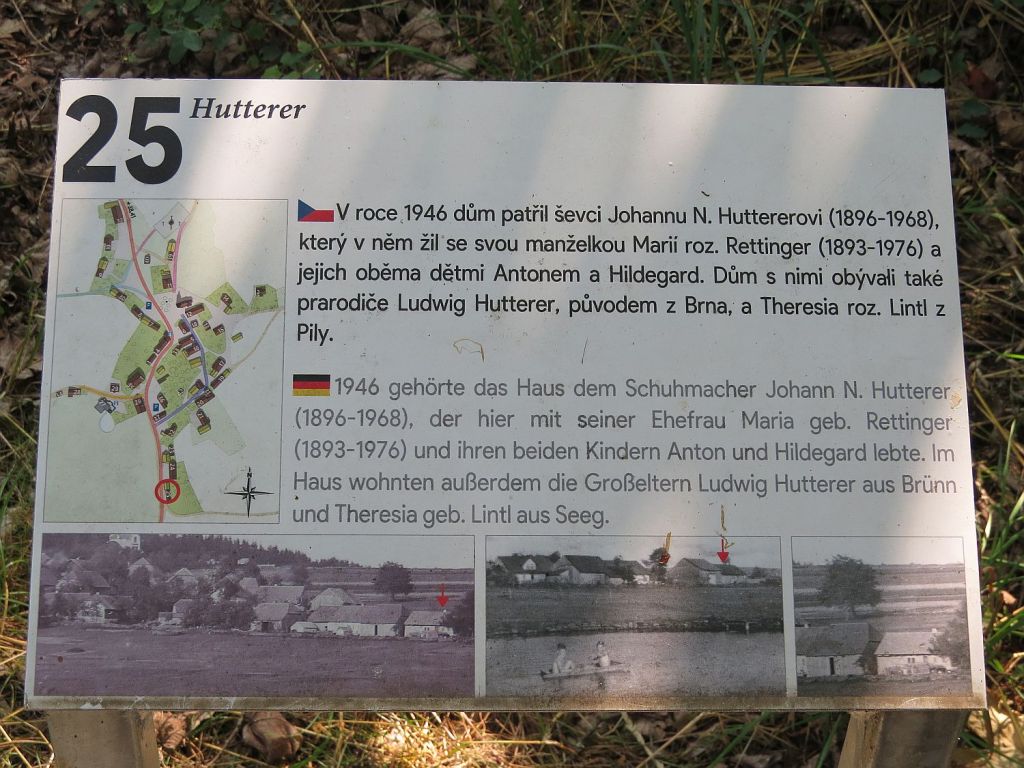 25 Hutterer
V roce 1946 dům patřil ševci Johannu N. Huttererovi (1896-1968),
který v něm žil se svou manželkou Marií roz. Rettinger (1893-1976) a
jejich oběma dětmi Antonem a Hildegard. Dům s nimi obývali také
prarodiče Ludwig Hutterer, původem z Brna, a Theresia roz. Lintl z
Pily.
1946 gehörte das Haus dem Schuhmacher Johann N. Hutterer
(1896-1968), der hier mit seiner Ehefrau Maria geb. Rettinger
(1893-1976) und ihren beiden Kindern Anton und Hildegard lebte. Im
Haus wohnten außerdem die Großeltern Ludwig Hutterer aus Brünn
und Theresia geb. Lintl aus Seeg.
N